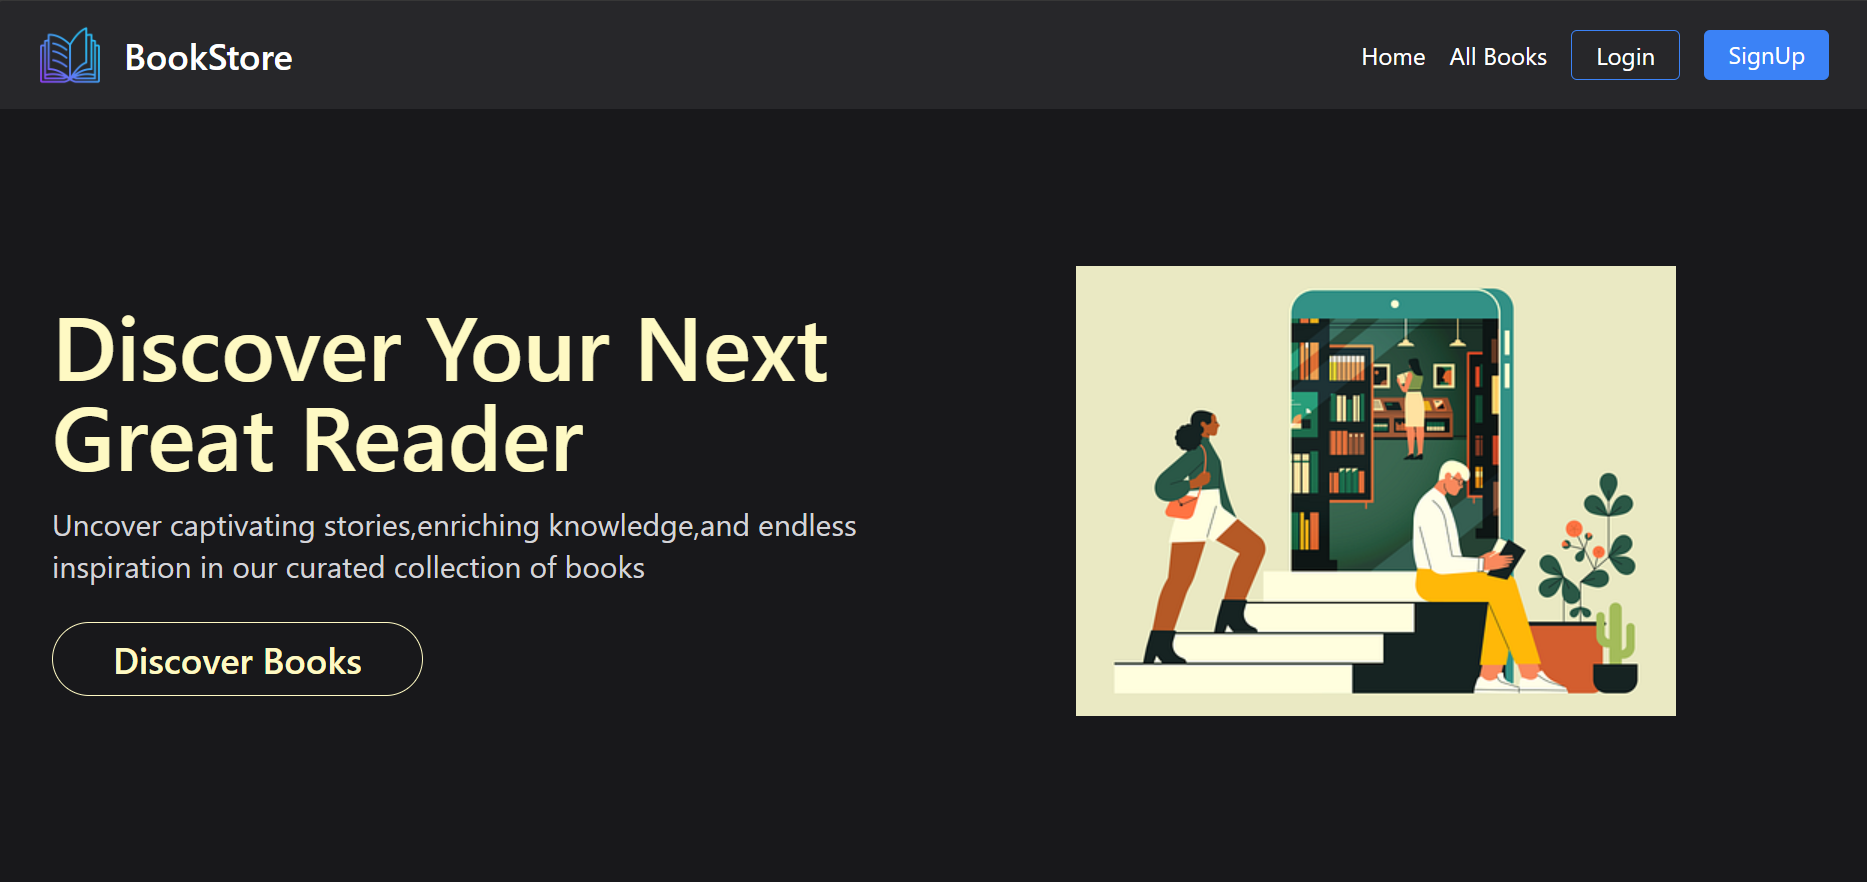 BookStore
Home
All Books
Login
SignUp
Discover Your Next
Great Reader
Uncover captivating stories,enriching knowledge,and endless
inspiration in our curated collection of books
Discover Books